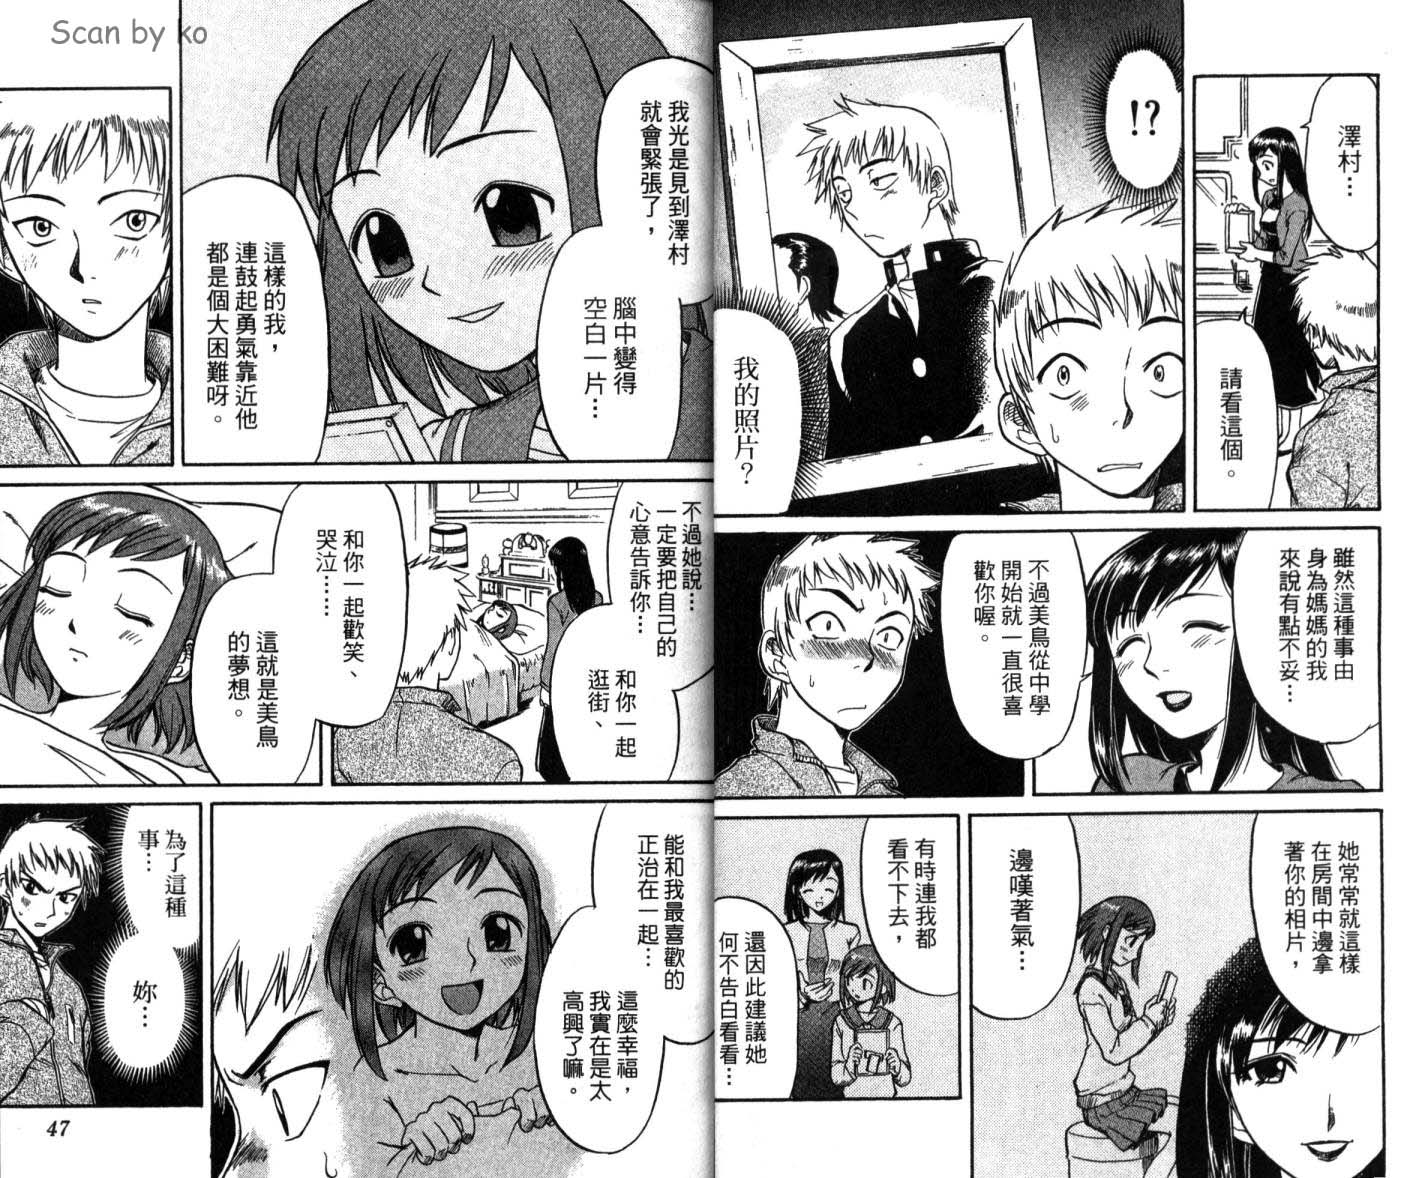 Scan by ko
澤村…
請看這個。
!?
我的照片？
雖然這種事由
身為媽媽的我
來說有點不妥…
不過美鳥從中學
開始就一直很喜
歡你喔。
她常常就這樣
在房間中邊拿
著你的相片，
邊嘆著氣…
有時連我都
看不下去，
還因此建議她
何不告白看看…
我光是見到澤村
就會緊張了，
腦中變得
空白一片…
這樣的我，
連鼓起勇氣靠近他
都是個大困難呀。
不過她說…
一定要把自己的
心意告訴你…
和你一起
逛街、
和你一起歡笑、
哭泣……
這就是美鳥
的夢想。
能和我最喜歡的
正治在一起…
這麼幸福，
我實在是太
高興了嘛。
為了這種
事…
妳…
47